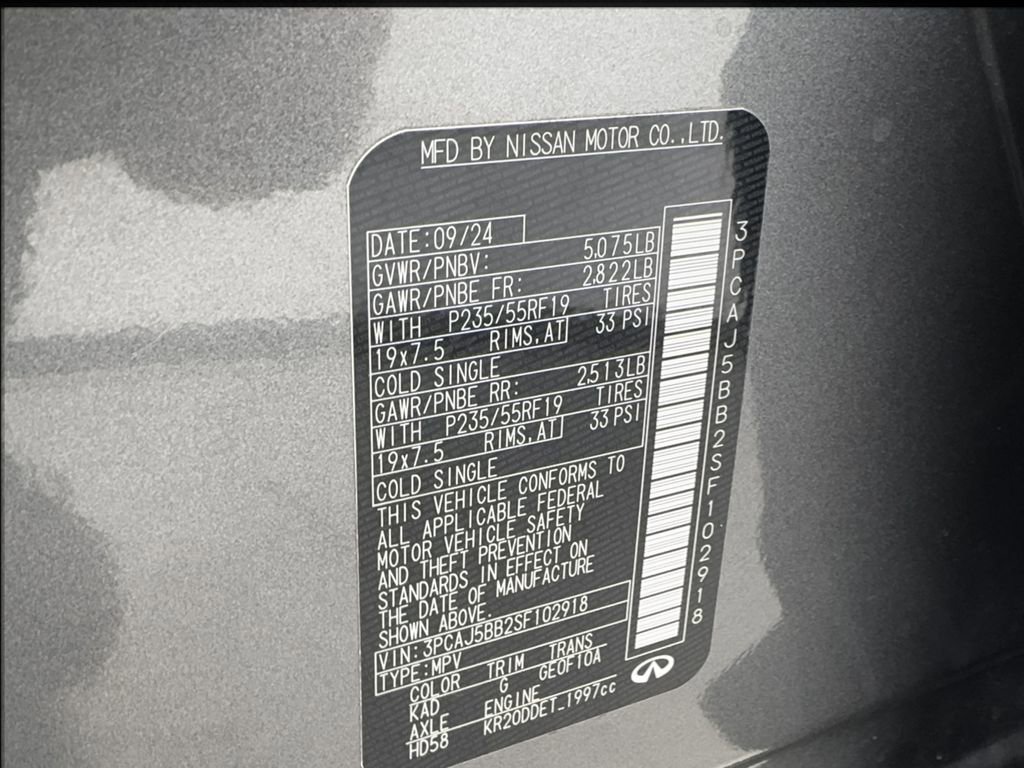 MFD BY NISSAN MOTOR CO.,LTD.
DATE:09/24
GVWR/PNBV: 5,075LB
GAWR/PNBE FR: 2,822LB
WITH P235/55RF19 TIRES
19x7.5 RIMS,AT 33 PSI
COLD SINGLE
GAWR/PNBE RR: 2,513LB
WITH P235/55RF19 TIRES
19x7.5 RIMS,AT 33 PSI
COLD SINGLE
THIS VEHICLE CONFORMS TO
ALL APPLICABLE FEDERAL
MOTOR VEHICLE SAFETY
AND THEFT PREVENTION
STANDARDS IN EFFECT ON
THE DATE OF MANUFACTURE
SHOWN ABOVE.
VIN:3PCAJ5BB2SF102918
TYPE:MPV
COLOR TRIM TRANS
KAD G GE0F10A
AXLE ENGINE
HD58 KR20DDET_1997cc
3PCAJ5BB2SF102918